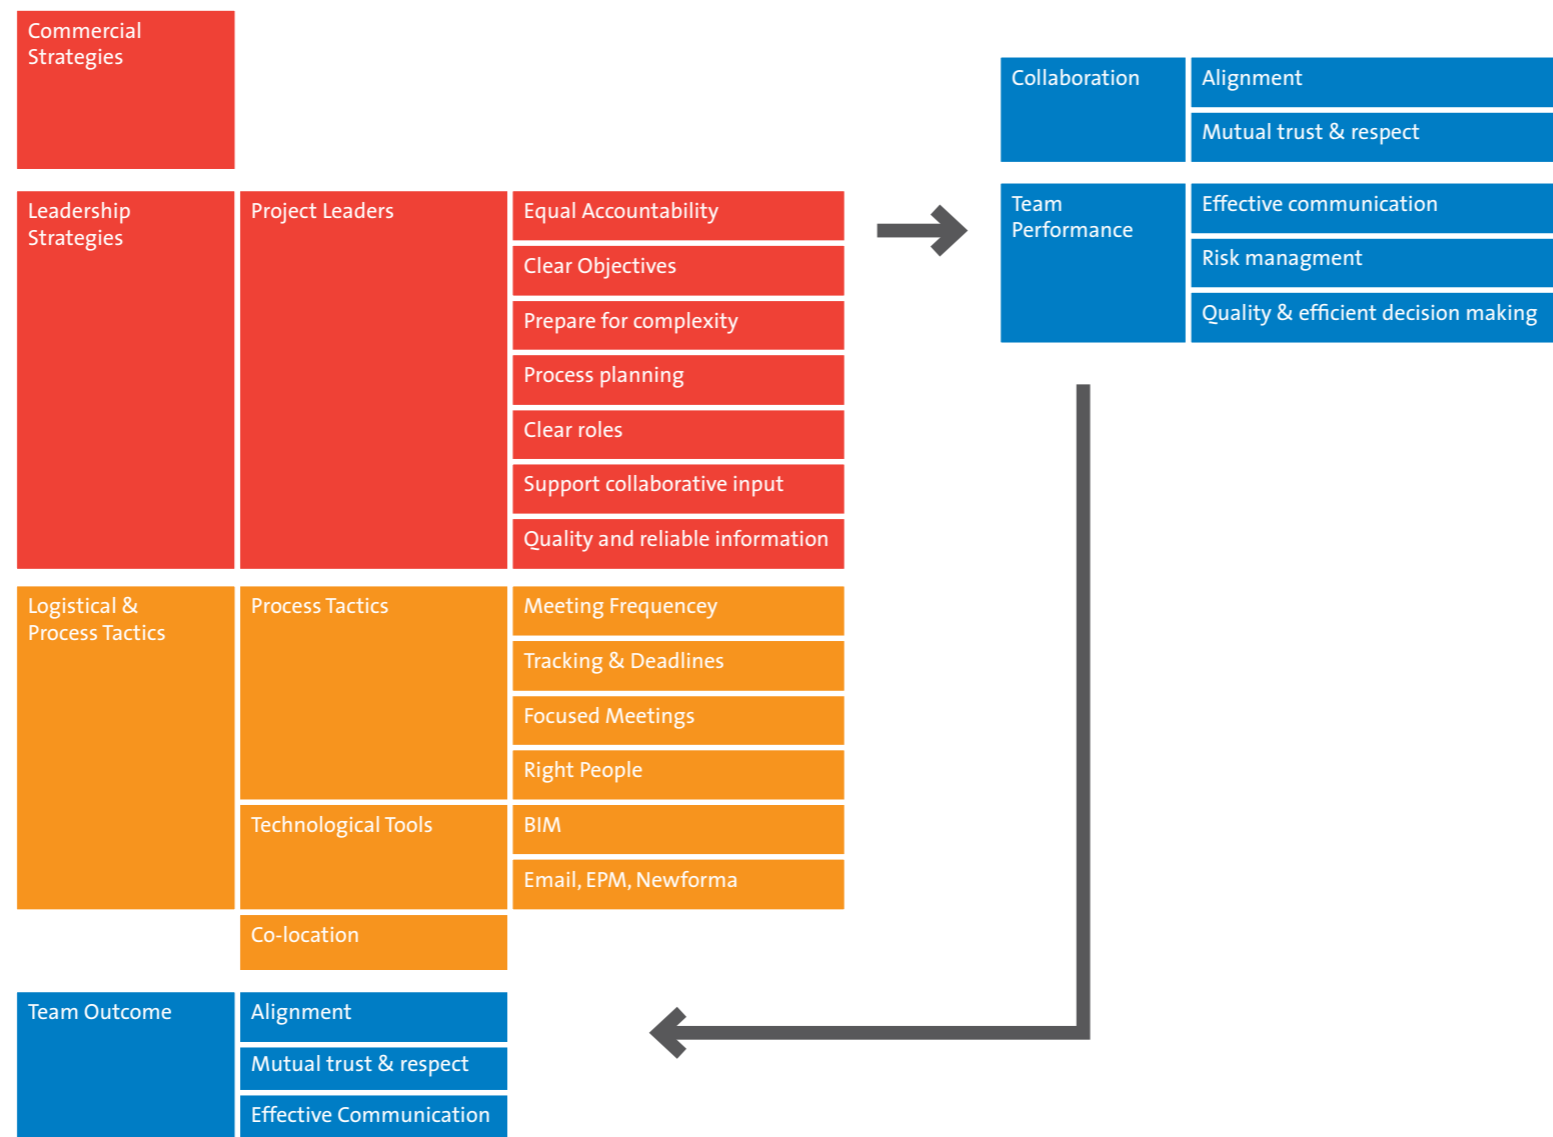 Commercial
Strategies
Leadership
Strategies
Project Leaders
Equal Accountability
Clear Objectives
Prepare for complexity
Process planning
Clear roles
Support collaborative input
Quality and reliable information
Logistical &
Process Tactics
Process Tactics
Meeting Frequencey
Tracking & Deadlines
Focused Meetings
Right People
Technological Tools
BIM
Email, EPM, Newforma
Co-location
Collaboration
Alignment
Mutual trust & respect
Team
Performance
Effective communication
Risk managment
Quality & efficient decision making
Team Outcome
Alignment
Mutual trust & respect
Effective Communication